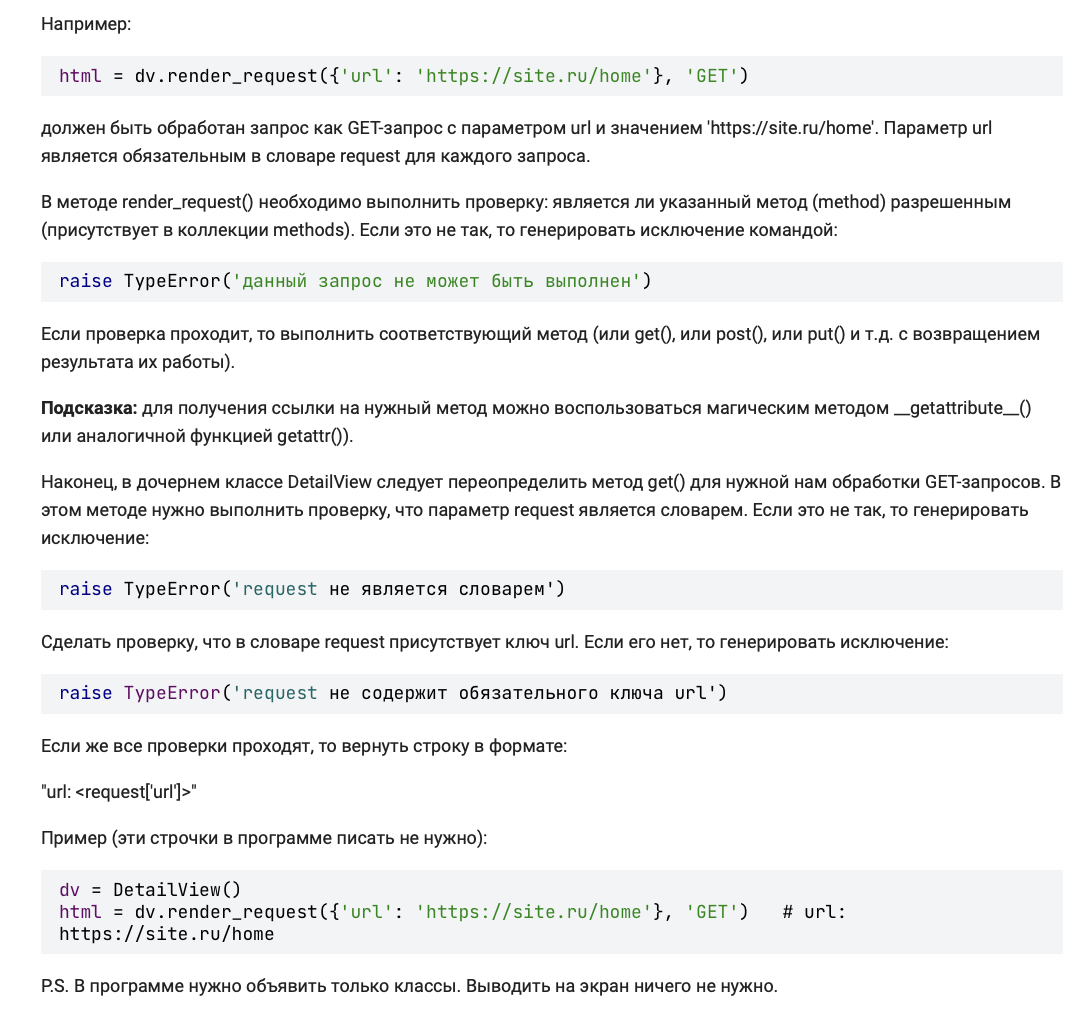 Например:
html = dv.render_request({'url': 'https://site.ru/home'}, 'GET')
должен быть обработан запрос как GET-запрос с параметром url и значением 'https://site.ru/home'. Параметр url
является обязательным в словаре request для каждого запроса.
В методе render_request() необходимо выполнить проверку: является ли указанный метод (method) разрешенным
(присутствует в коллекции methods). Если это не так, то генерировать исключение командой:
raise TypeError('данный запрос не может быть выполнен')
Если проверка проходит, то выполнить соответствующий метод (или get(), или post(), или put() и т.д. с возвращением
результата их работы).
Подсказка: для получения ссылки на нужный метод можно воспользоваться магическим методом __getattribute__()
или аналогичной функцией getattr()).
Наконец, в дочернем классе DetailView следует переопределить метод get() для нужной нам обработки GET-запросов. В
этом методе нужно выполнить проверку, что параметр request является словарем. Если это не так, то генерировать
исключение:
raise TypeError('request не является словарем')
Сделать проверку, что в словаре request присутствует ключ url. Если его нет, то генерировать исключение:
raise TypeError('request не содержит обязательного ключа url')
Если же все проверки проходят, то вернуть строку в формате:
"url: <request['url']>"
Пример (эти строчки в программе писать не нужно):
dv = DetailView()
html = dv.render_request({'url': 'https://site.ru/home'}, 'GET')   # url:
https://site.ru/home
P.S. В программе нужно объявить только классы. Выводить на экран ничего не нужно.